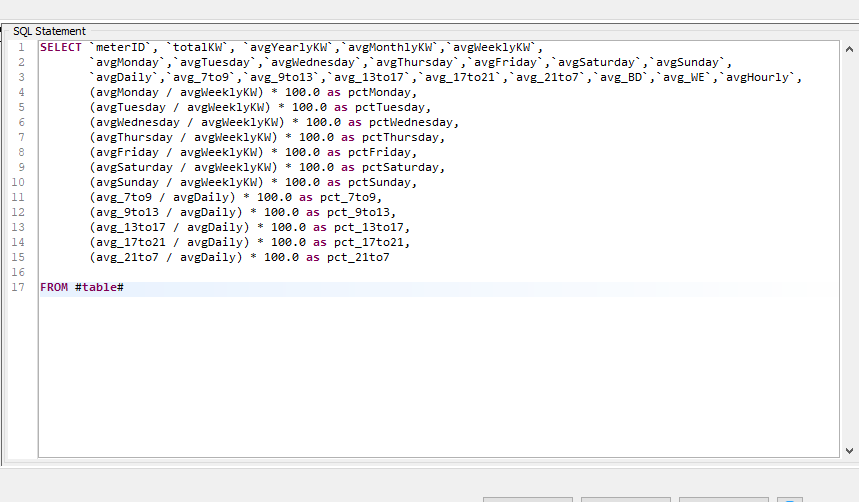 SQL Statement
1 SELECT `meterID`, `totalKW`, `avgYearlyKW`,`avgMonthlyKW`,`avgWeeklyKW`,
2 `avgMonday`,`avgTuesday`,`avgWednesday`,`avgThursday`,`avgFriday`,`avgSaturday`,`avgSunday`,
3 `avgDaily`,`avg_7to9`,`avg_9to13`,`avg_13to17`,`avg_17to21`,`avg_21to7`,`avg_BD`,`avg_WE`,`avgHourly`,
4 (avgMonday / avgWeeklyKW) * 100.0 as pctMonday,
5 (avgTuesday / avgWeeklyKW) * 100.0 as pctTuesday,
6 (avgWednesday / avgWeeklyKW) * 100.0 as pctWednesday,
7 (avgThursday / avgWeeklyKW) * 100.0 as pctThursday,
8 (avgFriday / avgWeeklyKW) * 100.0 as pctFriday,
9 (avgSaturday / avgWeeklyKW) * 100.0 as pctSaturday,
10 (avgSunday / avgWeeklyKW) * 100.0 as pctSunday,
11 (avg_7to9 / avgDaily) * 100.0 as pct_7to9,
12 (avg_9to13 / avgDaily) * 100.0 as pct_9to13,
13 (avg_13to17 / avgDaily) * 100.0 as pct_13to17,
14 (avg_17to21 / avgDaily) * 100.0 as pct_17to21,
15 (avg_21to7 / avgDaily) * 100.0 as pct_21to7
16
17 FROM #table#